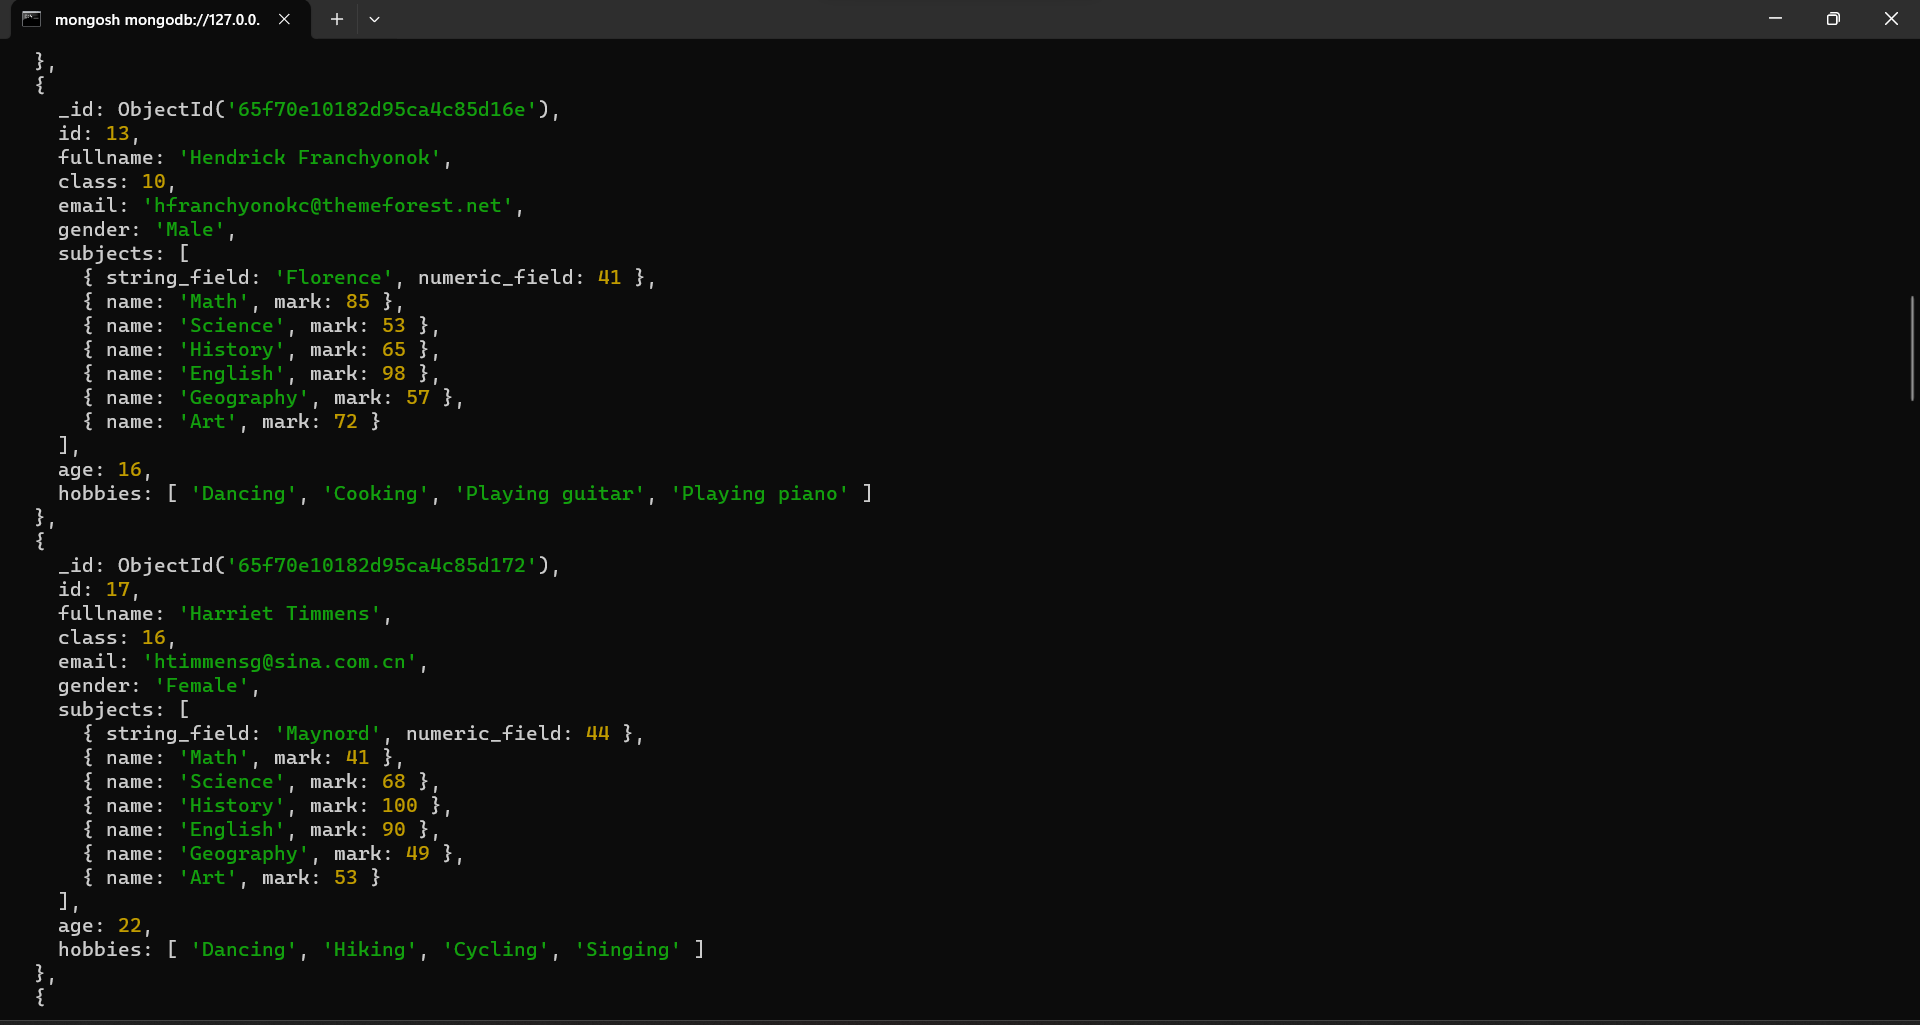 mongosh mongodb://127.0.0.
},
{
_id: ObjectId('65f70e10182d95ca4c85d16e'),
id: 13,
fullname: 'Hendrick Franchyonok',
class: 10,
email: 'hfranchyonokc@themeforest.net',
gender: 'Male',
subjects: [
{ string_field: 'Florence', numeric_field: 41 },
{ name: 'Math', mark: 85 },
{ name: 'Science', mark: 53 },
{ name: 'History', mark: 65 },
{ name: 'English', mark: 98 },
{ name: 'Geography', mark: 57 },
{ name: 'Art', mark: 72 }
],
age: 16,
hobbies: [ 'Dancing', 'Cooking', 'Playing guitar', 'Playing piano' ]
},
{
_id: ObjectId('65f70e10182d95ca4c85d172'),
id: 17,
fullname: 'Harriet Timmens',
class: 16,
email: 'htimmensg@sina.com.cn',
gender: 'Female',
subjects: [
{ string_field: 'Maynord', numeric_field: 44 },
{ name: 'Math', mark: 41 },
{ name: 'Science', mark: 68 },
{ name: 'History', mark: 100 },
{ name: 'English', mark: 90 },
{ name: 'Geography', mark: 49 },
{ name: 'Art', mark: 53 }
],
age: 22,
hobbies: [ 'Dancing', 'Hiking', 'Cycling', 'Singing' ]
},
{